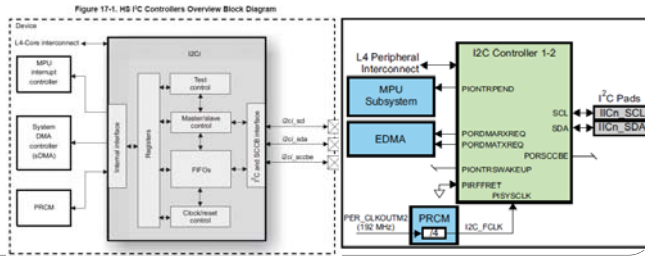 Figure 17-1. HS I²C Controllers Overview Block Diagram
Device
L4-Core interconnect
I2Ci
MPU
interrupt
controller
System
DMA
controller
(sDMA)
PRCM
Internal interface
Registers
Test
control
Master/slave
control
FIFOs
Clock/reset
control
I²C and SCCB interface
i2ci_scl
i2ci_sda
i2ci_sccbe
L4 Peripheral
Interconnect
MPU
Subsystem
EDMA
I2C Controller 1-2
PIONTRPEND
PORDMARXREQ
PORDMATXREQ
PIONTRSWAKEUP
PIRFFRET
PISYSCLK
SCL
SDA
PORSCCBE
I²C Pads
IICn_SCL
IICn_SDA
PER_CLKOUTM2
(192 MHz)
PRCM
/4
I2C_FCLK